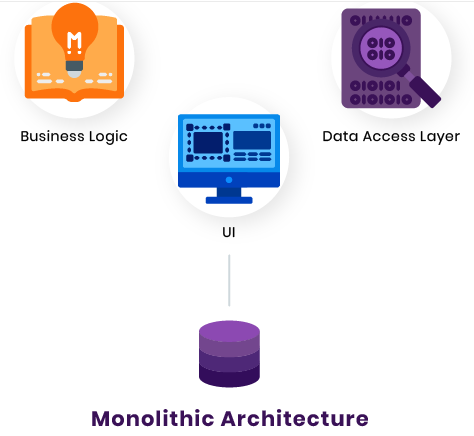 M
Business Logic
Data Access Layer
UI
Monolithic Architecture